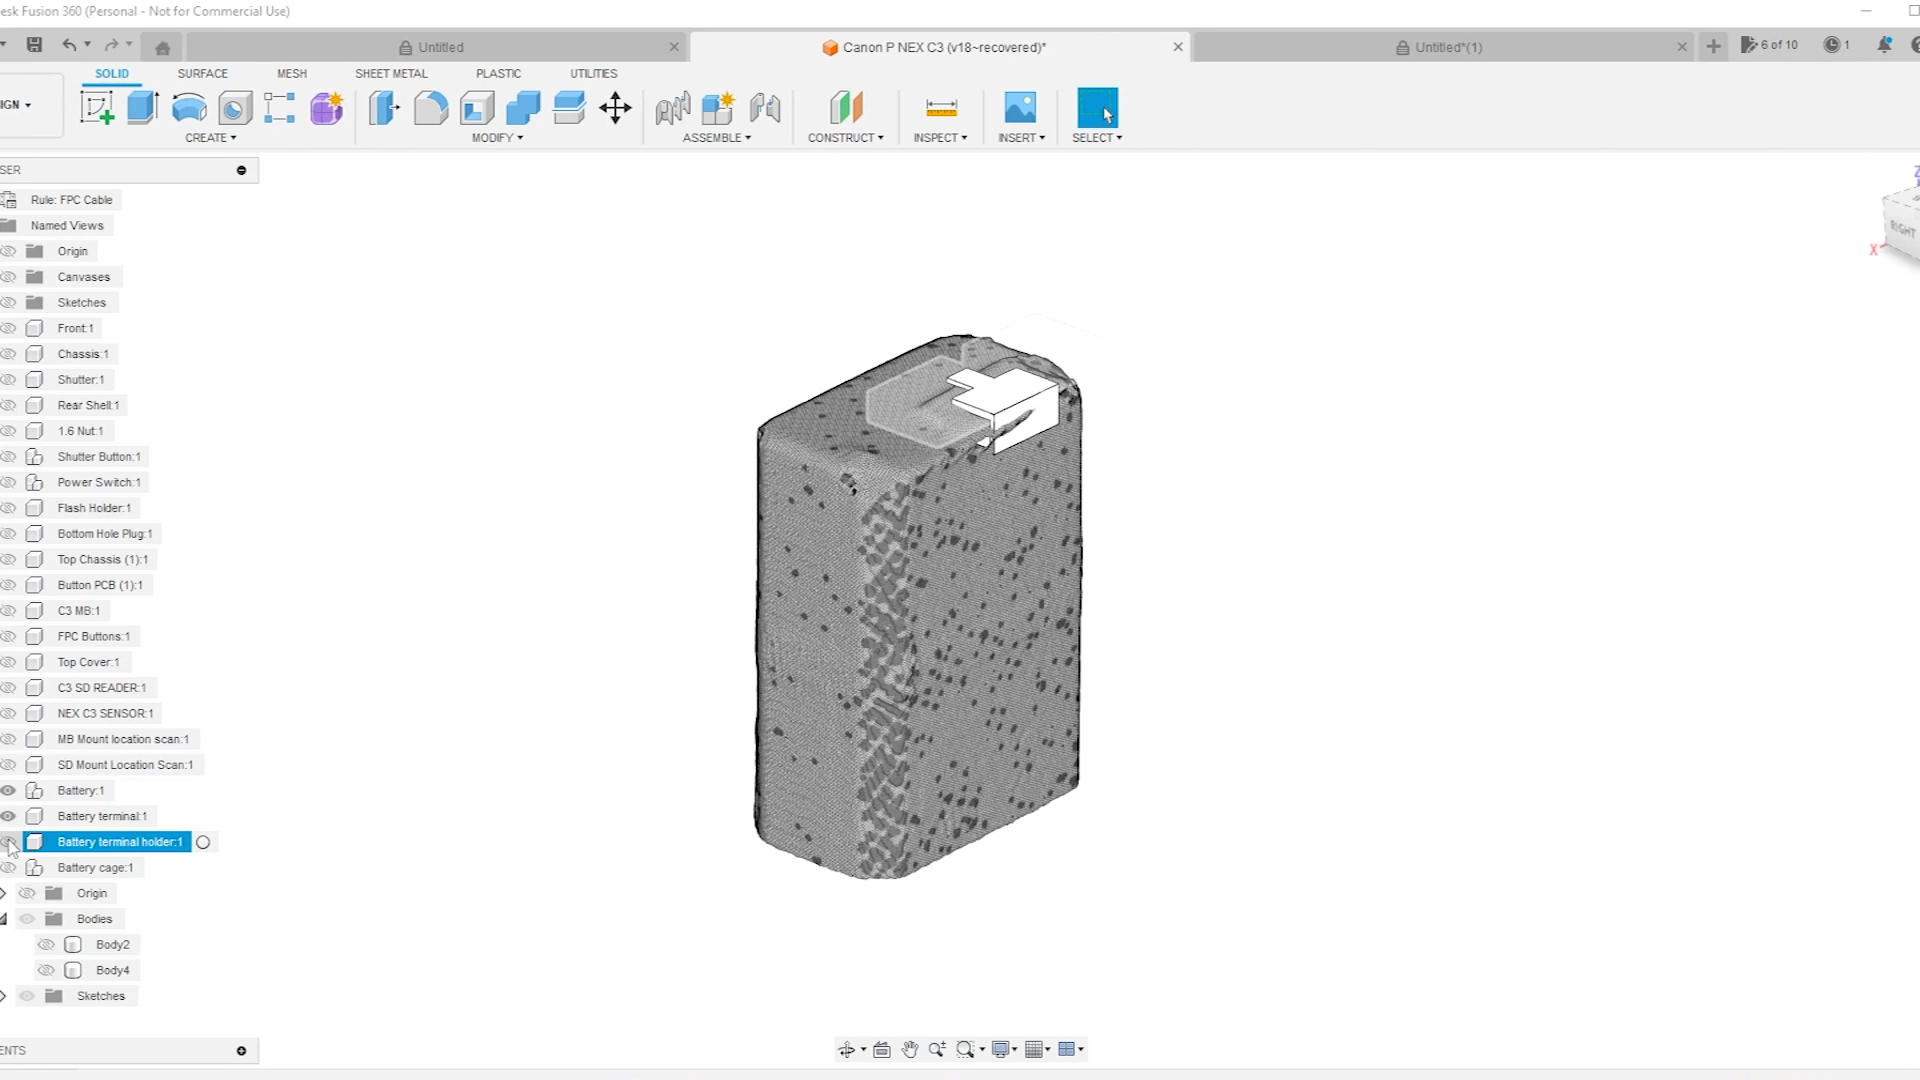 esk Fusion 360 (Personal - Not for Commercial Use)
Untitled
Canon P NEX C3 (v18~recovered)*
Untitled*(1)
6 of 10
1
SOLID
SURFACE
MESH
SHEET METAL
PLASTIC
UTILITIES
IGN
CREATE
MODIFY
ASSEMBLE
CONSTRUCT
INSPECT
INSERT
SELECT
SER
Rule: FPC Cable
Named Views
Origin
Canvases
Sketches
Front:1
Chassis:1
Shutter:1
Rear Shell:1
1.6 Nut:1
Shutter Button:1
Power Switch:1
Flash Holder:1
Bottom Hole Plug:1
Top Chassis (1):1
Button PCB (1):1
C3 MB:1
FPC Buttons:1
Top Cover:1
C3 SD READER:1
NEX C3 SENSOR:1
MB Mount location scan:1
SD Mount Location Scan:1
Battery:1
Battery terminal:1
Battery terminal holder:1
Battery cage:1
Origin
Bodies
Body2
Body4
Sketches
ENTS
Z
RIGHT
X